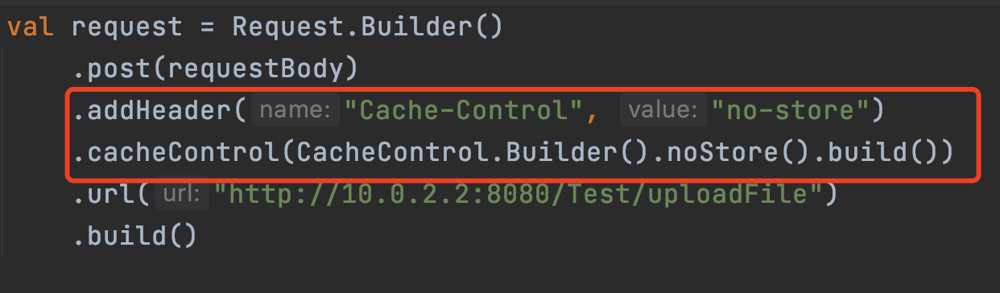 val request = Request.Builder()
.post(requestBody)
.addHeader( name: "Cache-Control", value: "no-store")
.cacheControl(CacheControl.Builder().noStore().build())
.url( url: "http://10.0.2.2:8080/Test/uploadFile")
.build()